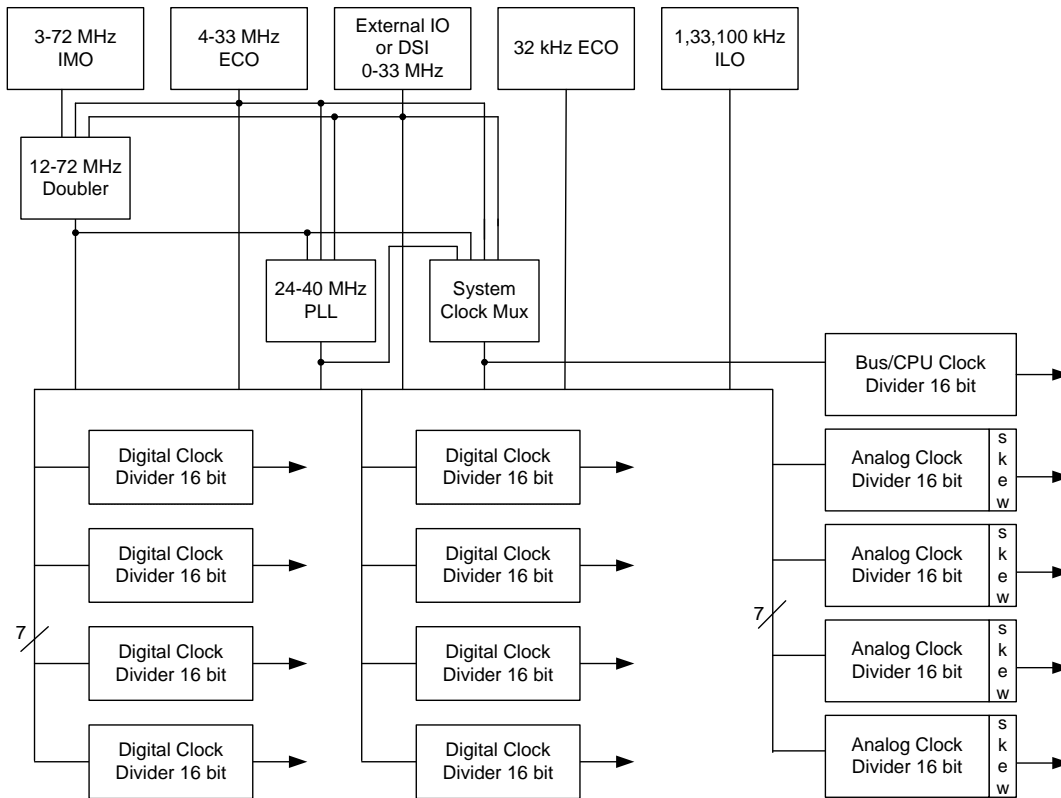 3-72 MHz
IMO
4-33 MHz
ECO
External IO
or DSI
0-33 MHz
32 kHz ECO
1,33,100 kHz
ILO
12-72 MHz
Doubler
24-40 MHz
PLL
System
Clock Mux
Bus/CPU Clock
Divider 16 bit
Digital Clock
Divider 16 bit
Digital Clock
Divider 16 bit
Analog Clock
Divider 16 bit
s
k
e
w
Digital Clock
Divider 16 bit
Digital Clock
Divider 16 bit
Analog Clock
Divider 16 bit
s
k
e
w
7
7
Digital Clock
Divider 16 bit
Digital Clock
Divider 16 bit
Analog Clock
Divider 16 bit
s
k
e
w
Digital Clock
Divider 16 bit
Digital Clock
Divider 16 bit
Analog Clock
Divider 16 bit
s
k
e
w